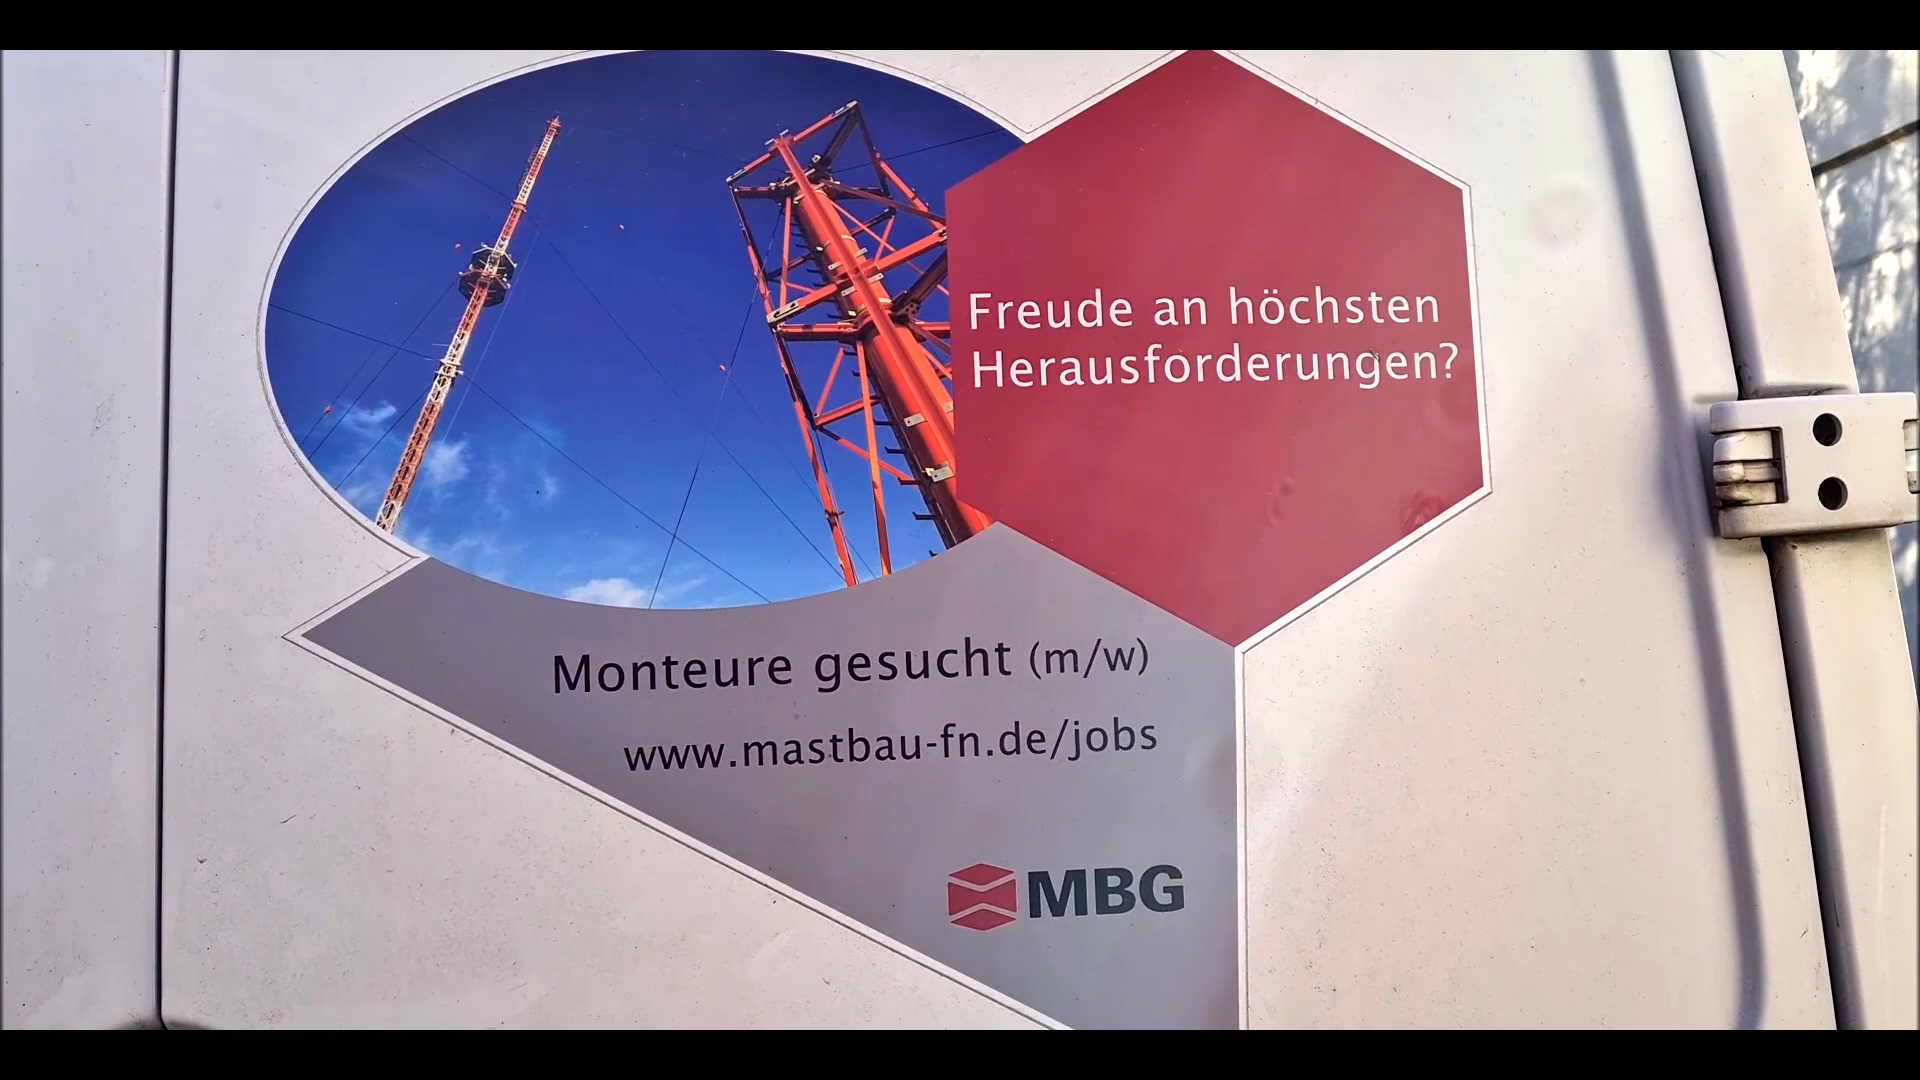 Freude an höchsten
Herausforderungen?
Monteure gesucht (m/w)
www.mastbau-fn.de/jobs
MBG